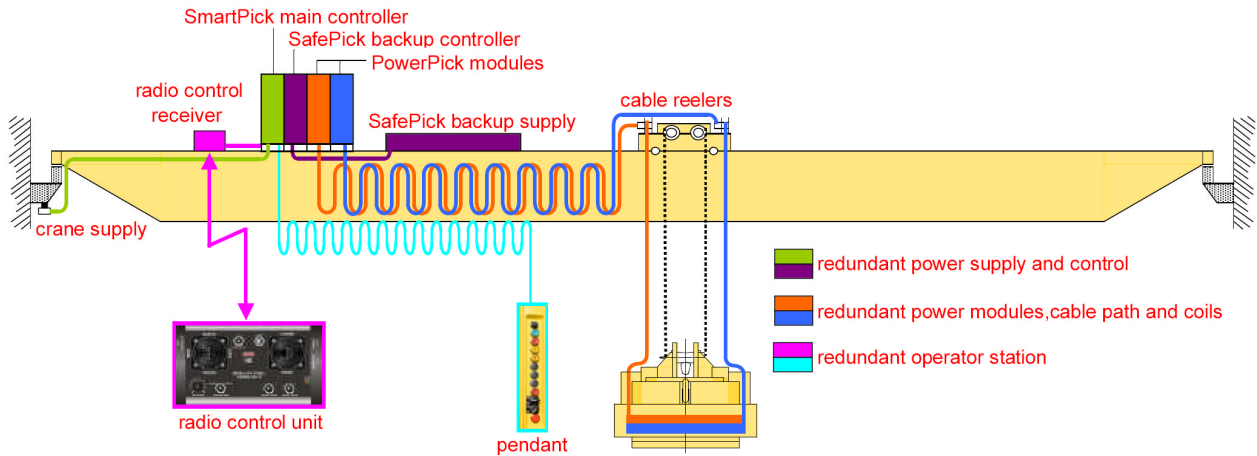 SmartPick main controller
SafePick backup controller
PowerPick modules
radio control
receiver
cable reelers
SafePick backup supply
crane supply
redundant power supply and control
redundant power modules,cable path and coils
redundant operator station
radio control unit
pendant